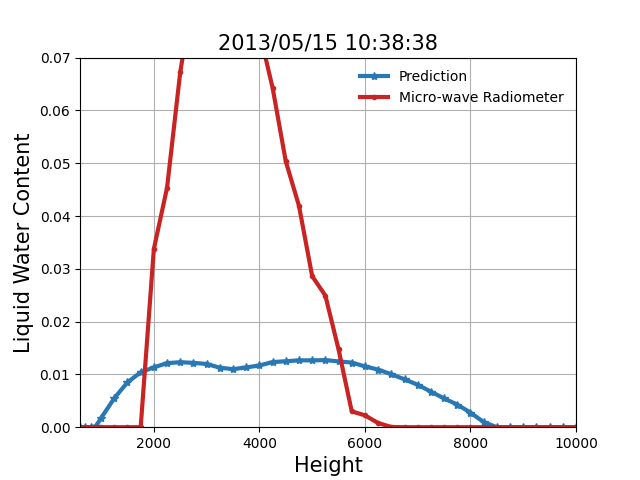 2013/05/15 10:38:38
Prediction
Micro-wave Radiometer
Liquid Water Content
0.07
0.06
0.05
0.04
0.03
0.02
0.01
0.00
2000 4000 6000 8000 10000
Height